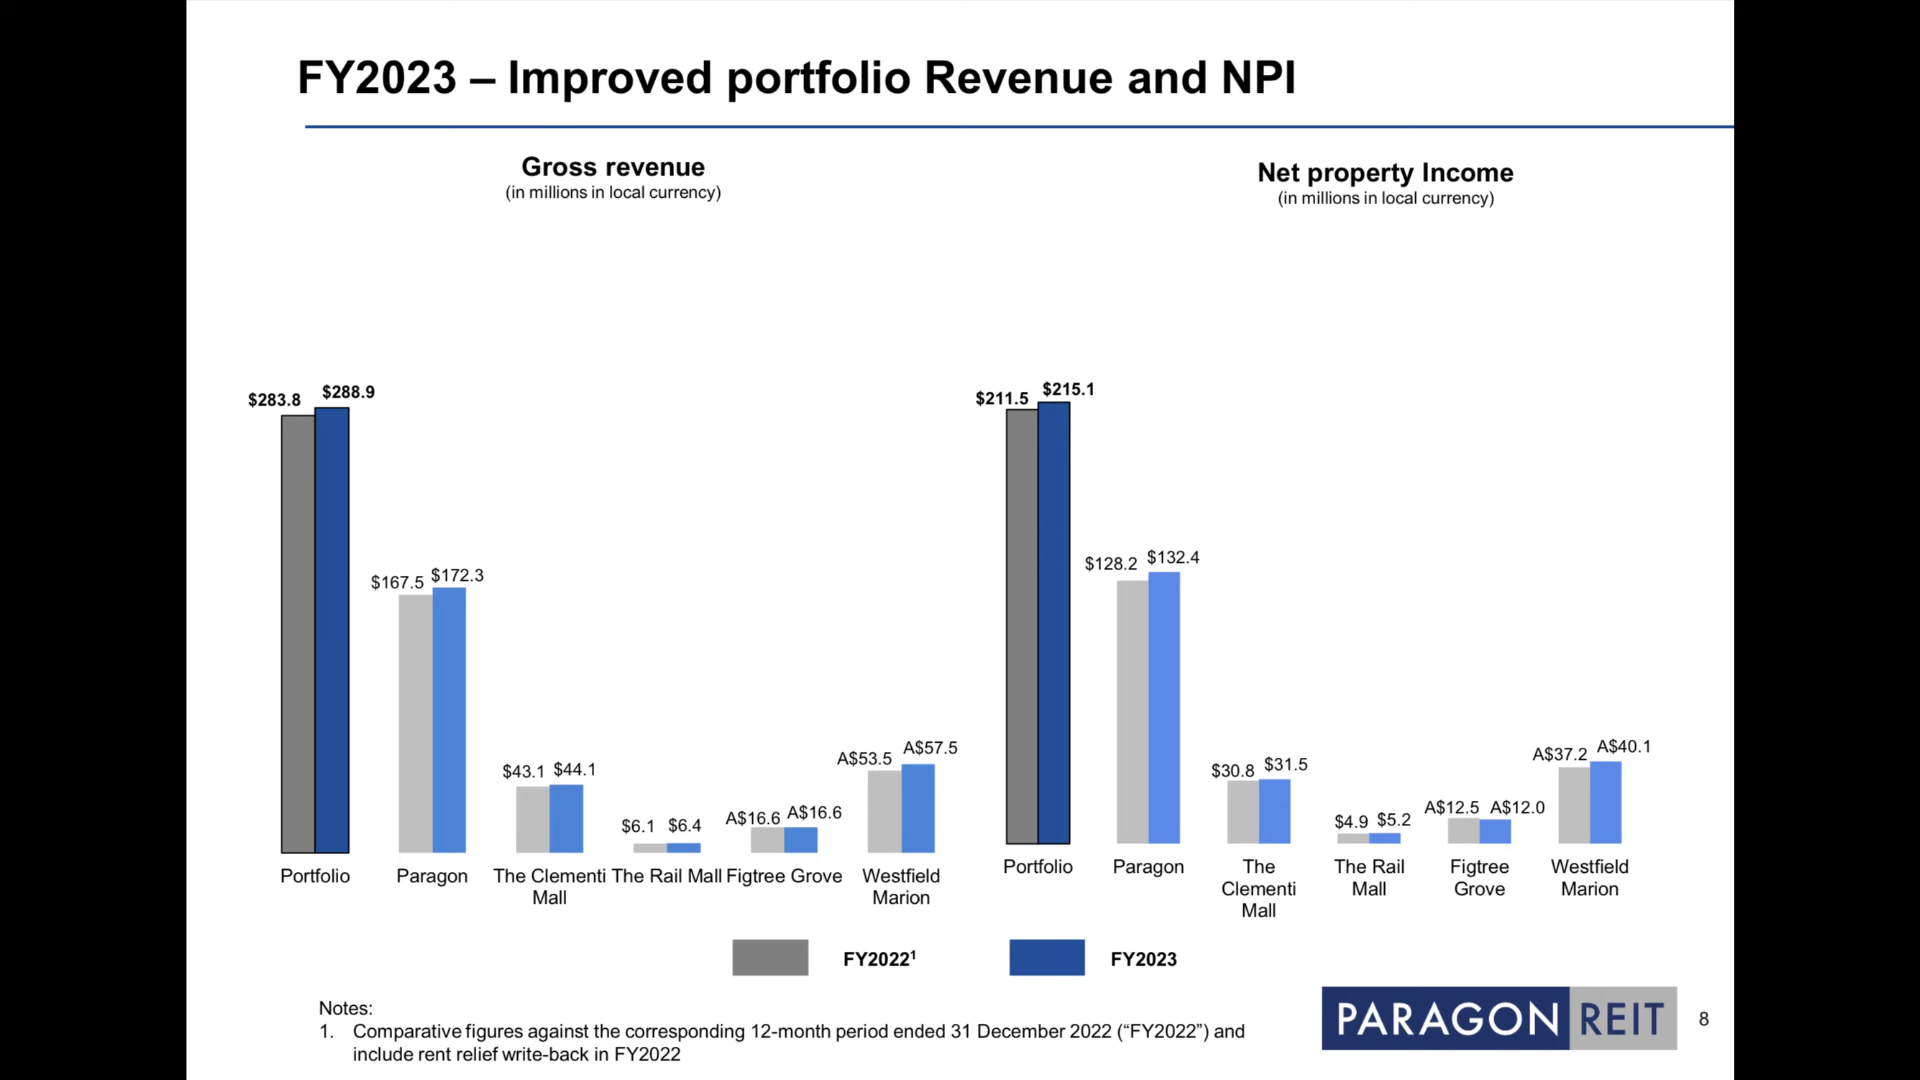 FY2023 – Improved portfolio Revenue and NPI
Gross revenue
(in millions in local currency)
$283.8 $288.9
$167.5 $172.3
$43.1 $44.1
$6.1 $6.4
A$16.6 A$16.6
A$53.5 A$57.5
Portfolio Paragon The Clementi The Rail Mall Figtree Grove Westfield
Mall Marion
Net property Income
(in millions in local currency)
$211.5 $215.1
$128.2 $132.4
$30.8 $31.5
$4.9 $5.2
A$12.5 A$12.0
A$37.2 A$40.1
Portfolio Paragon The The Rail Figtree Westfield
Clementi Mall Grove Marion
Mall
FY2022¹ FY2023
Notes:
1. Comparative figures against the corresponding 12-month period ended 31 December 2022 (“FY2022”) and
include rent relief write-back in FY2022
PARAGON REIT
8